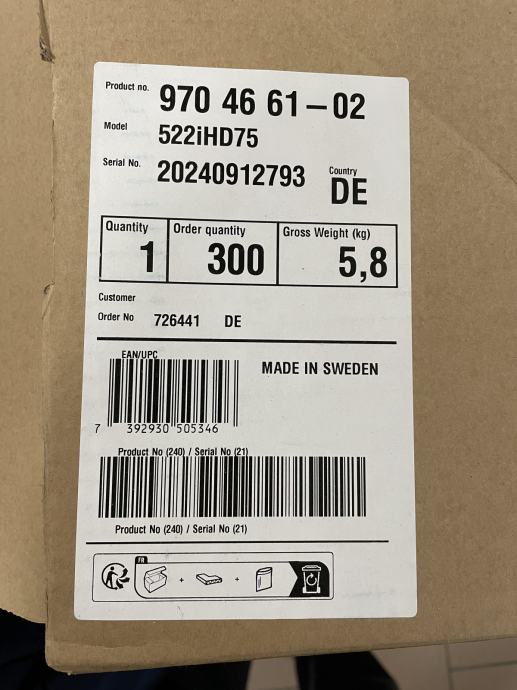 Product no. 970 46 61-02
Model 522iHD75
Serial No. 20240912793
Country DE
Quantity 1
Order quantity 300
Gross Weight (kg) 5,8
Customer
Order No 726441 DE
EAN/UPC
MADE IN SWEDEN
7 392930 505346
Product No (240) / Serial No (21)
Product No (240) / Serial No (21)
FR